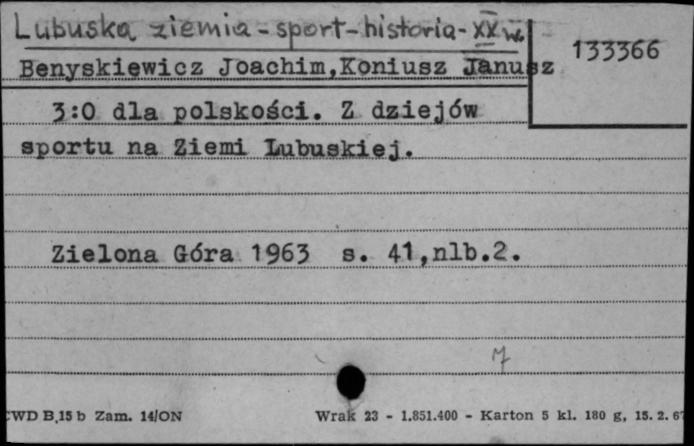 Lubuska ziemia - sport - historia - XX w.
133366
Benyskiewicz Joachim, Koniusz Janusz
3:0 dla polskości. Z dziejów
sportu na Ziemi Lubuskiej.
Zielona Góra 1963 s. 41,nlb.2.
WD B,15 b Zam. 14/ON
Wrak 23 - 1.851.400 - Karton 5 kl. 180 g, 15. 2. 67